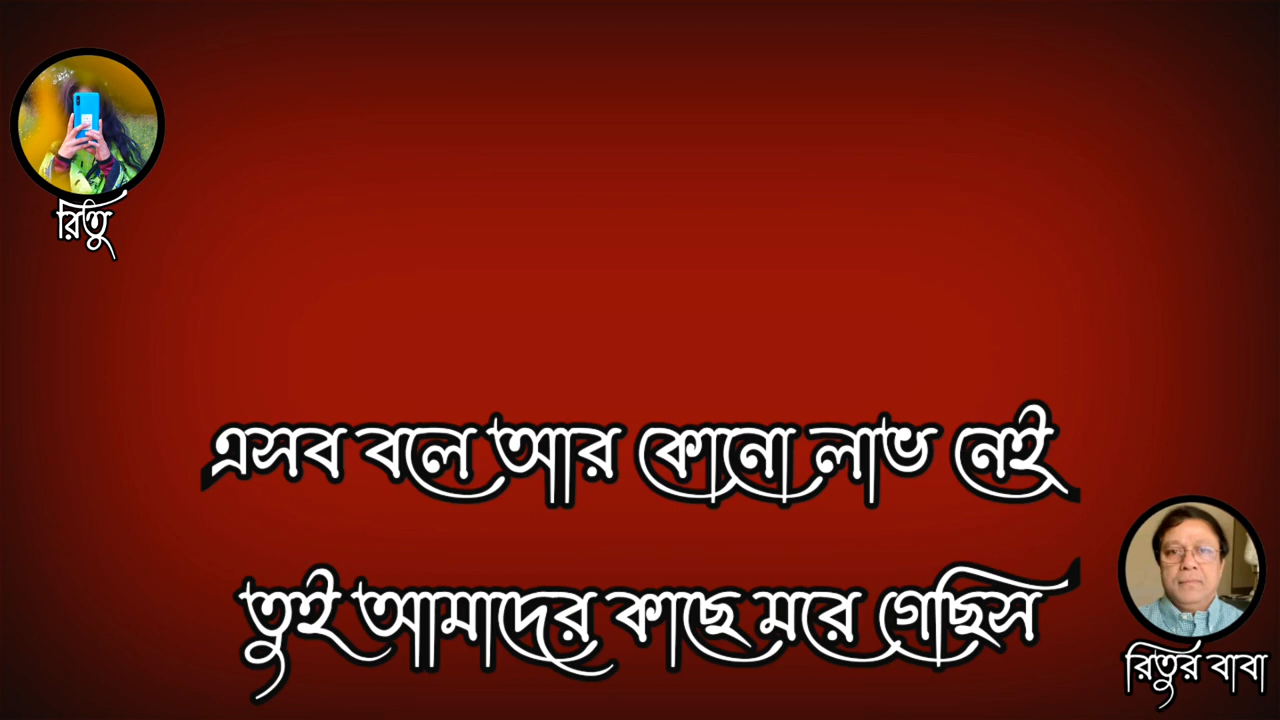 রিতু
এসব বলে আর কোনো লাভ নেই
তুই আমাদের কাছে মরে গেছিস
রিতুর বাবা